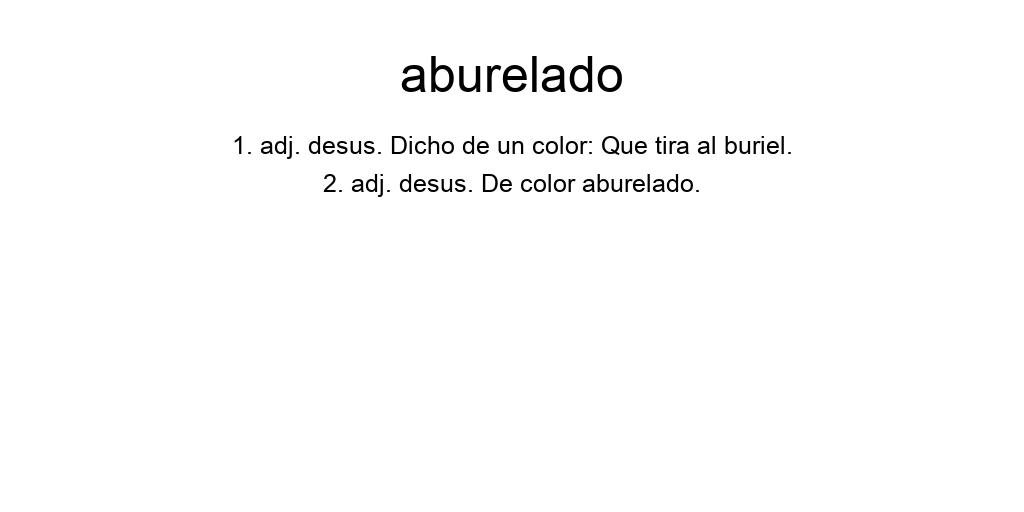 aburelado
1. adj. desus. Dicho de un color: Que tira al buriel.
2. adj. desus. De color aburelado.